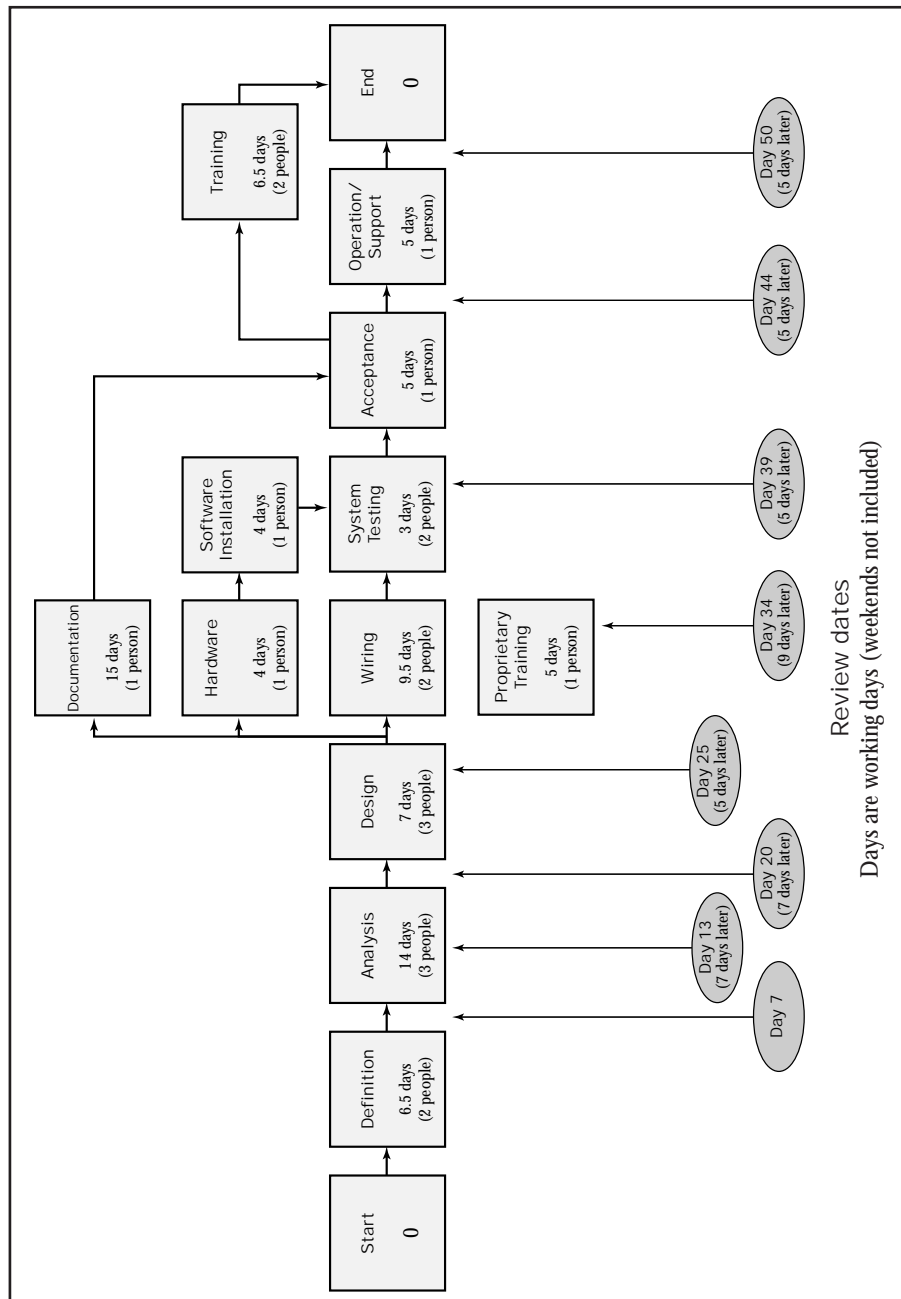 Start
0
Definition
6.5 days
(2 people)
Analysis
14 days
(3 people)
Design
7 days
(3 people)
Documentation
15 days
(1 person)
Hardware
4 days
(1 person)
Software
Installation
4 days
(1 person)
Wiring
9.5 days
(2 people)
System
Testing
3 days
(2 people)
Proprietary
Training
5 days
(1 person)
Acceptance
5 days
(1 person)
Training
6.5 days
(2 people)
Operation/
Support
5 days
(1 person)
End
0
Day 7
Day 13
(7 days later)
Day 20
(7 days later)
Day 25
(5 days later)
Day 34
(9 days later)
Day 39
(5 days later)
Day 44
(5 days later)
Day 50
(5 days later)
Review dates
Days are working days (weekends not included)